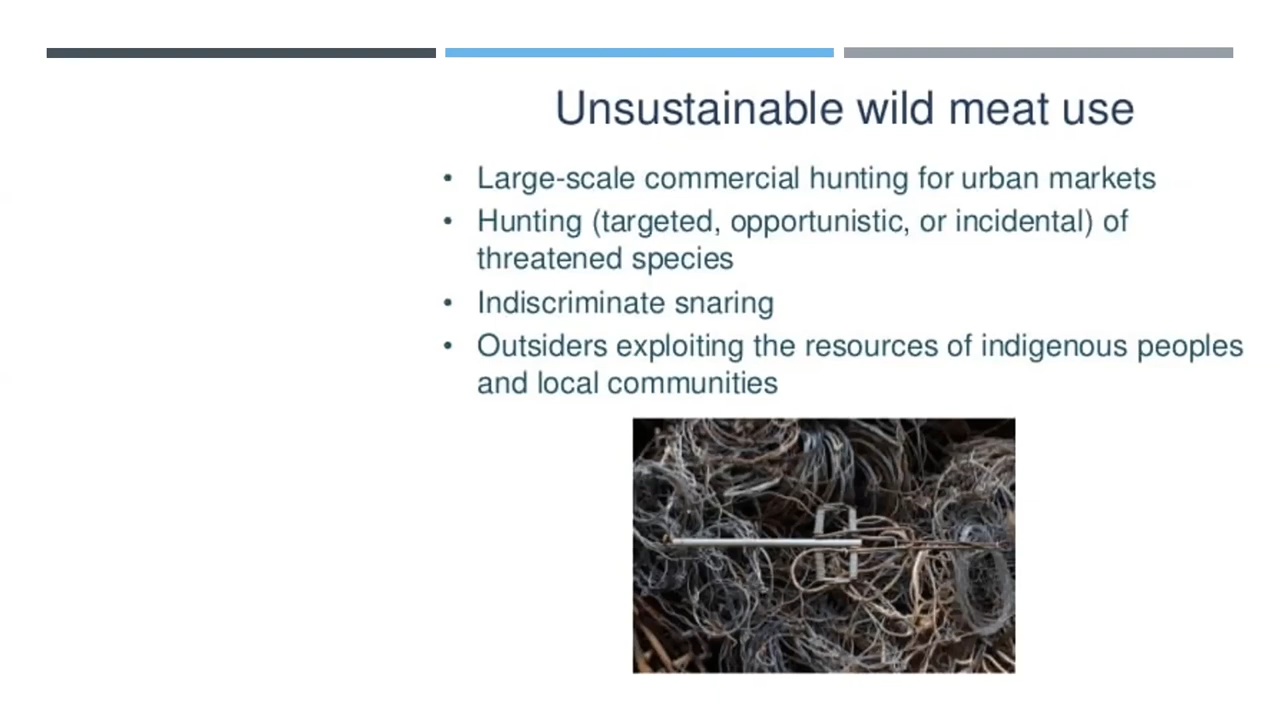 Unsustainable wild meat use
• Large-scale commercial hunting for urban markets
• Hunting (targeted, opportunistic, or incidental) of
threatened species
• Indiscriminate snaring
• Outsiders exploiting the resources of indigenous peoples
and local communities